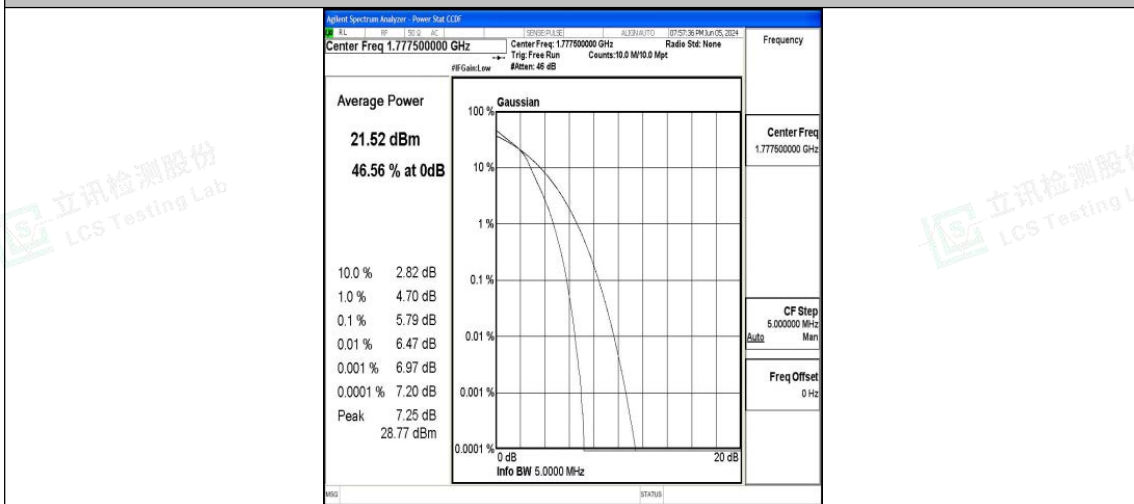 Agilent Spectrum Analyzer - Power Stat CCDF
RL RF 50 Ω AC SENSE:PULSE ALIGN AUTO 07:57:36 PM Jun 05, 2024
Center Freq 1.777500000 GHz
Center Freq: 1.777500000 GHz Radio Std: None
Trig: Free Run Counts:10.0 M/10.0 Mpt
#IFGain:Low #Atten: 46 dB
Frequency
Average Power
21.52 dBm
46.56 % at 0dB
10.0 % 2.82 dB
1.0 % 4.70 dB
0.1 % 5.79 dB
0.01 % 6.47 dB
0.001 % 6.97 dB
0.0001 % 7.20 dB
Peak 7.25 dB
28.77 dBm
Gaussian
100 %
10 %
1 %
0.1 %
0.01 %
0.001 %
0.0001 %
0 dB 20 dB
Info BW 5.0000 MHz
Center Freq
1.777500000 GHz
CF Step
5.000000 MHz
Auto Man
Freq Offset
0 Hz
MSG STATUS
立讯检测股份
LCS Testing Lab
立讯检测股份
LCS Testing L